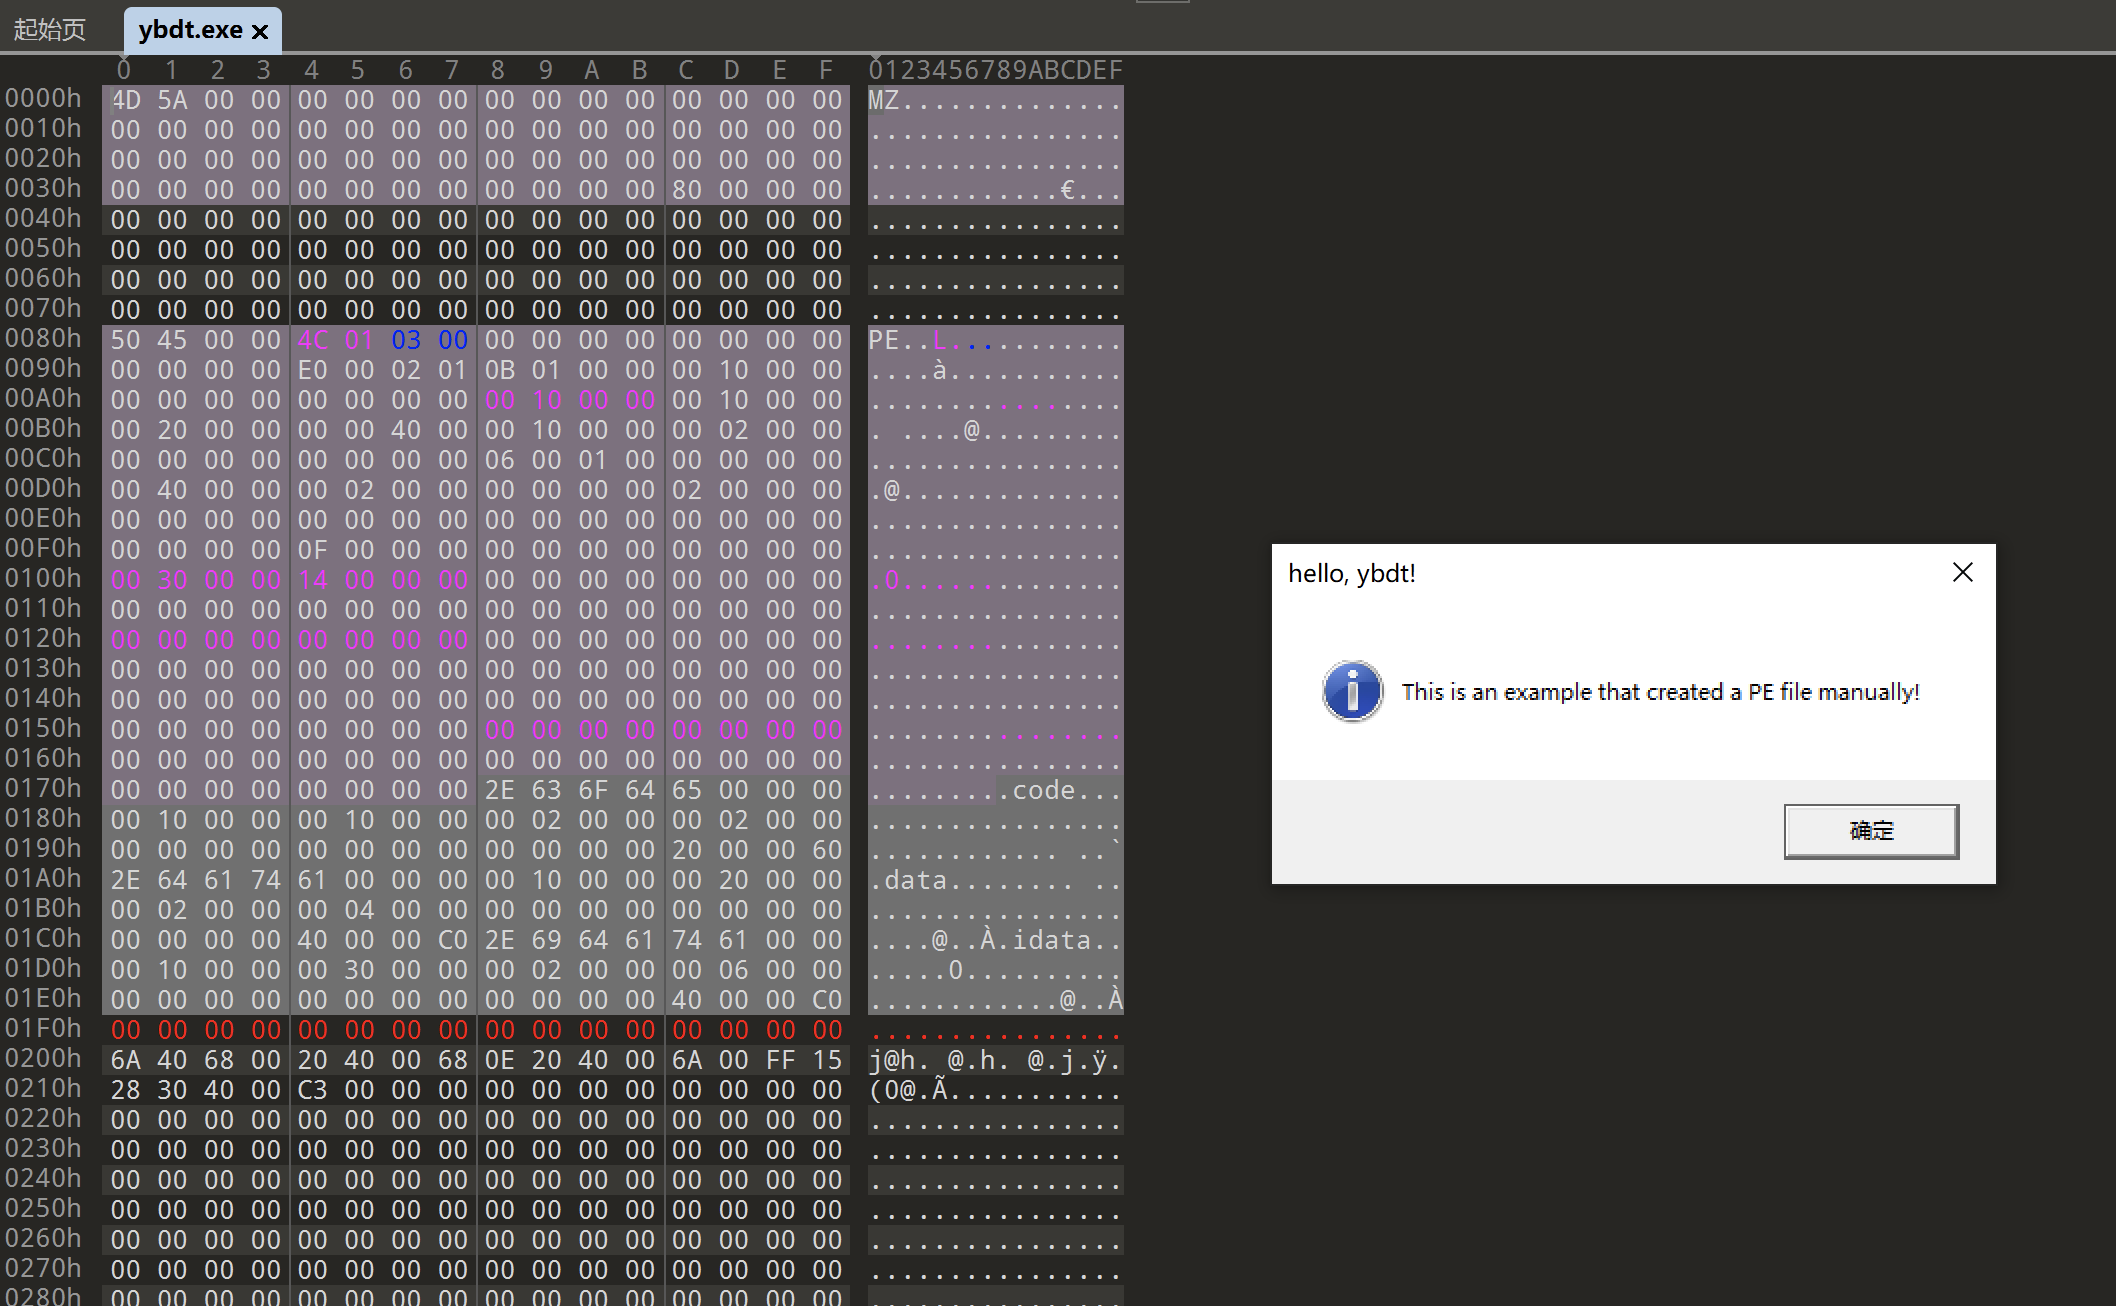 起始页 ybdt.exe ×
0 1 2 3 4 5 6 7 8 9 A B C D E F 0123456789ABCDEF
0000h 4D 5A 00 00 00 00 00 00 00 00 00 00 00 00 00 00 MZ..............
0010h 00 00 00 00 00 00 00 00 00 00 00 00 00 00 00 00 ................
0020h 00 00 00 00 00 00 00 00 00 00 00 00 00 00 00 00 ................
0030h 00 00 00 00 00 00 00 00 00 00 00 00 80 00 00 00 ............€...
0040h 00 00 00 00 00 00 00 00 00 00 00 00 00 00 00 00 ................
0050h 00 00 00 00 00 00 00 00 00 00 00 00 00 00 00 00 ................
0060h 00 00 00 00 00 00 00 00 00 00 00 00 00 00 00 00 ................
0070h 00 00 00 00 00 00 00 00 00 00 00 00 00 00 00 00 ................
0080h 50 45 00 00 4C 01 03 00 00 00 00 00 00 00 00 00 PE..L...........
0090h 00 00 00 00 E0 00 02 01 0B 01 00 00 00 10 00 00 ....à...........
00A0h 00 00 00 00 00 00 00 00 00 10 00 00 00 10 00 00 ................
00B0h 00 20 00 00 00 00 40 00 00 10 00 00 00 02 00 00 . ....@.........
00C0h 00 00 00 00 00 00 00 00 06 00 01 00 00 00 00 00 ................
00D0h 00 40 00 00 00 02 00 00 00 00 00 00 02 00 00 00 .@..............
00E0h 00 00 00 00 00 00 00 00 00 00 00 00 00 00 00 00 ................
00F0h 00 00 00 00 0F 00 00 00 00 00 00 00 00 00 00 00 ................
0100h 00 30 00 00 14 00 00 00 00 00 00 00 00 00 00 00 .0..............
0110h 00 00 00 00 00 00 00 00 00 00 00 00 00 00 00 00 ................
0120h 00 00 00 00 00 00 00 00 00 00 00 00 00 00 00 00 ................
0130h 00 00 00 00 00 00 00 00 00 00 00 00 00 00 00 00 ................
0140h 00 00 00 00 00 00 00 00 00 00 00 00 00 00 00 00 ................
0150h 00 00 00 00 00 00 00 00 00 00 00 00 00 00 00 00 ................
0160h 00 00 00 00 00 00 00 00 00 00 00 00 00 00 00 00 ................
0170h 00 00 00 00 00 00 00 00 2E 63 6F 64 65 00 00 00 .........code...
0180h 00 10 00 00 00 10 00 00 00 02 00 00 00 02 00 00 ................
0190h 00 00 00 00 00 00 00 00 00 00 00 00 20 00 00 60 ............ ..`
01A0h 2E 64 61 74 61 00 00 00 00 10 00 00 00 20 00 00 .data........ ..
01B0h 00 02 00 00 00 04 00 00 00 00 00 00 00 00 00 00 ................
01C0h 00 00 00 00 40 00 00 C0 2E 69 64 61 74 61 00 00 ....@..À.idata..
01D0h 00 10 00 00 00 30 00 00 00 02 00 00 00 06 00 00 .....0..........
01E0h 00 00 00 00 00 00 00 00 00 00 00 00 40 00 00 C0 ............@..À
01F0h 00 00 00 00 00 00 00 00 00 00 00 00 00 00 00 00 ................
0200h 6A 40 68 00 20 40 00 68 0E 20 40 00 6A 00 FF 15 j@h. @.h. @.j.ÿ.
0210h 28 30 40 00 C3 00 00 00 00 00 00 00 00 00 00 00 (0@.Ã...........
0220h 00 00 00 00 00 00 00 00 00 00 00 00 00 00 00 00 ................
0230h 00 00 00 00 00 00 00 00 00 00 00 00 00 00 00 00 ................
0240h 00 00 00 00 00 00 00 00 00 00 00 00 00 00 00 00 ................
0250h 00 00 00 00 00 00 00 00 00 00 00 00 00 00 00 00 ................
0260h 00 00 00 00 00 00 00 00 00 00 00 00 00 00 00 00 ................
0270h 00 00 00 00 00 00 00 00 00 00 00 00 00 00 00 00 ................
0280h 00 00 00 00 00 00 00 00 00 00 00 00 00 00 00 00 ................
hello, ybdt!
This is an example that created a PE file manually!
确定